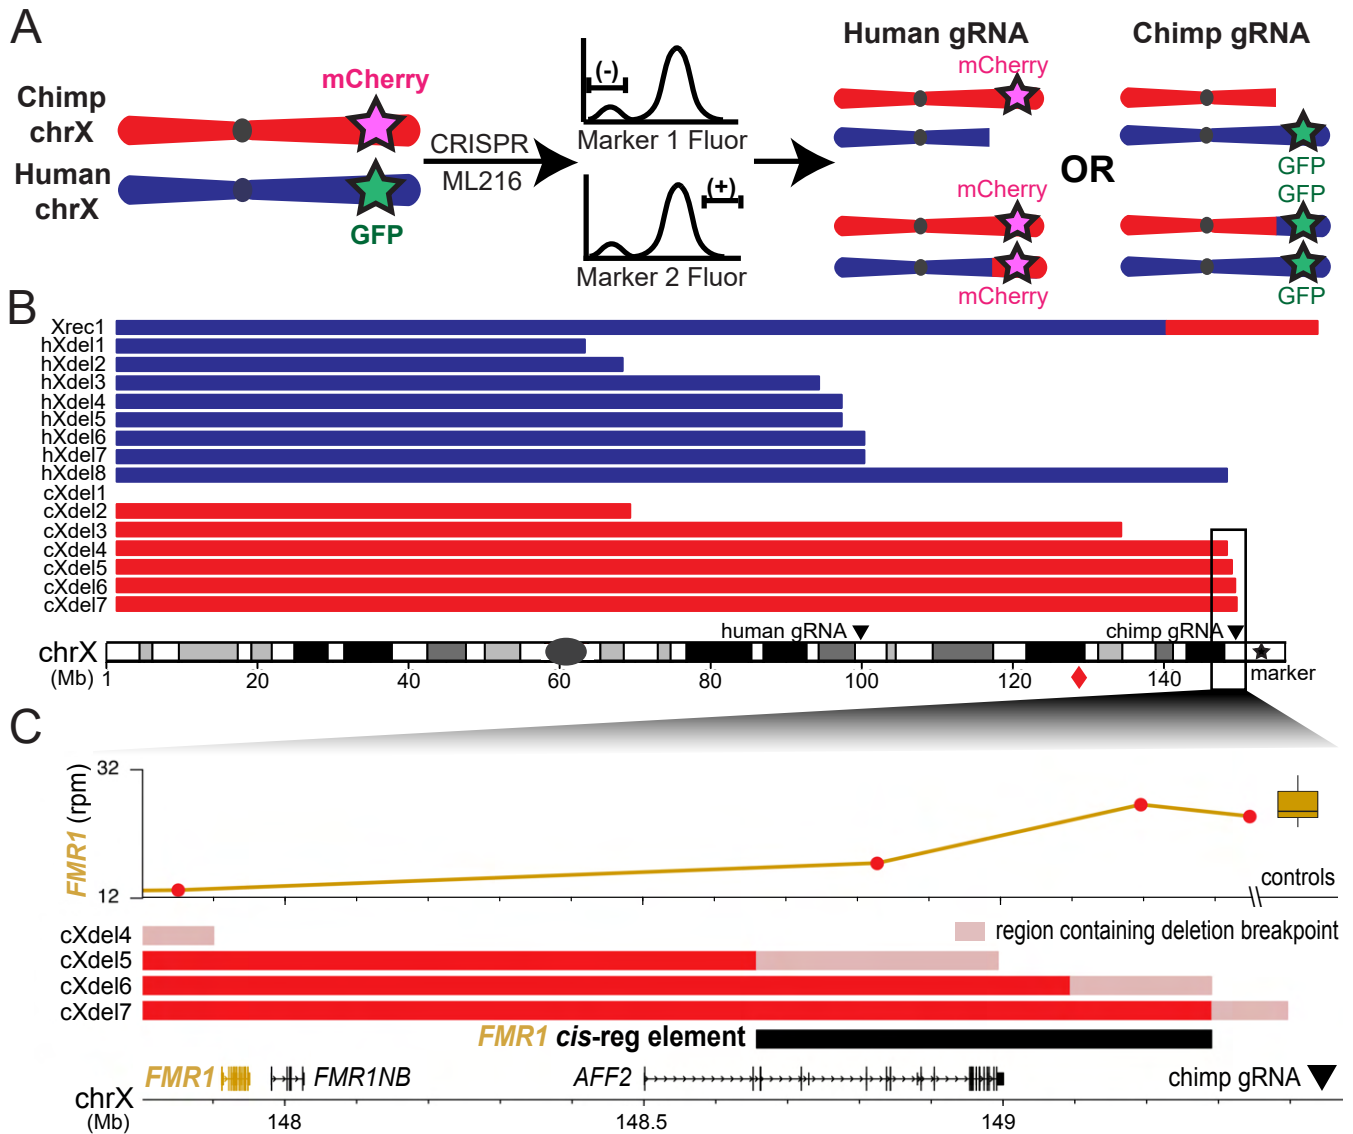 A
Chimp
chrX
Human
chrX
mCherry
GFP
CRISPR
ML216
(-)
Marker 1 Fluor
(+)
Marker 2 Fluor
Human gRNA
mCherry
mCherry
mCherry
OR
Chimp gRNA
GFP
GFP
GFP
B
Xrec1
hXdel1
hXdel2
hXdel3
hXdel4
hXdel5
hXdel6
hXdel7
hXdel8
cXdel1
cXdel2
cXdel3
cXdel4
cXdel5
cXdel6
cXdel7
human gRNA
chimp gRNA
chrX
(Mb)
1 20 40 60 80 100 120 140
marker
C
32
12
FMR1 (rpm)
controls
region containing deletion breakpoint
cXdel4
cXdel5
cXdel6
cXdel7
FMR1 cis-reg element
FMR1 FMR1NB AFF2 chimp gRNA
chrX
(Mb)
148 148.5 149